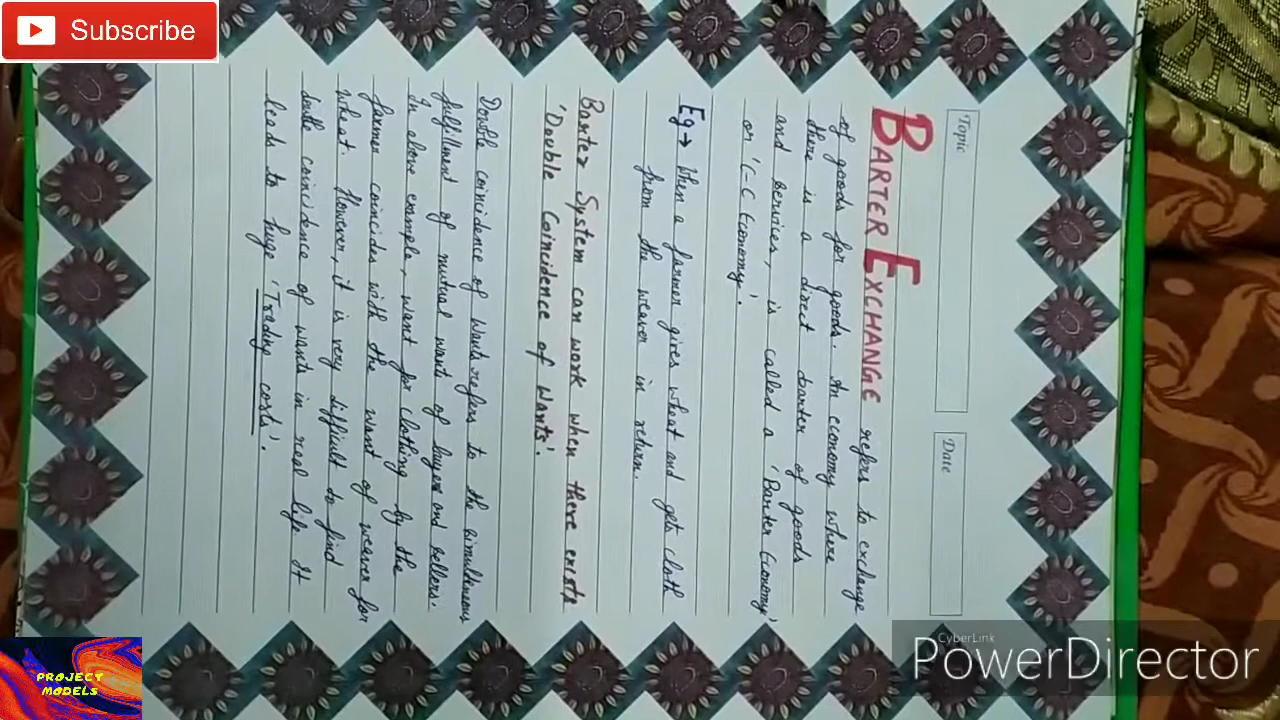 Subscribe
Topic
Date
BARTER EXCHANGE refers to exchange
of goods for goods. An economy where
there is a direct barter of goods
and services, is called a 'Barter Economy'
or 'C-C Economy'.
Eg → When a farmer gives wheat and gets cloth
from the weaver in return.
Barter System can work when there exists
'Double Coincidence of Wants'.
Double coincidence of Wants refers to the simultaneous
fulfillment of mutual wants of buyers and sellers.
In above example, want for clothing by the
farmer coincides with the want of weaver for
wheat. However, it is very difficult to find
double coincidence of wants in real life It
leads to huge 'Trading costs'.
PROJECT
MODELS
CyberLink
PowerDirector